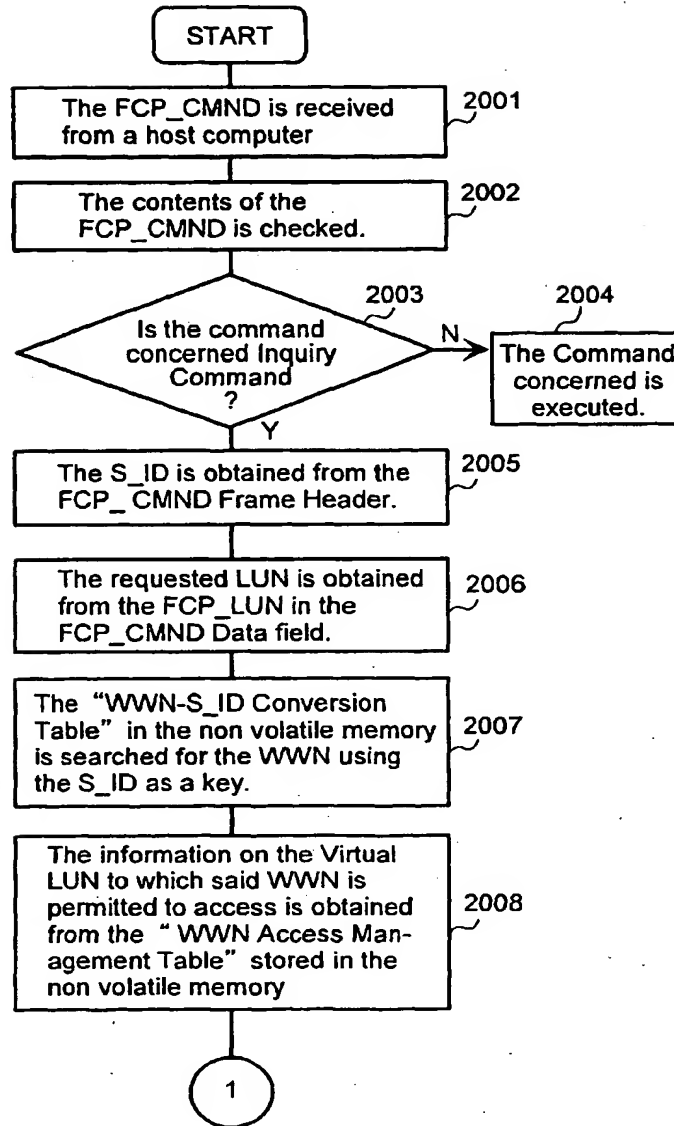 START
The FCP_CMND is received
from a host computer
2001
The contents of the
FCP_CMND is checked.
2002
2003
Is the command
concerned Inquiry
Command
?
N
Y
2004
The Command
concerned is
executed.
The S_ID is obtained from the
FCP_ CMND Frame Header.
2005
The requested LUN is obtained
from the FCP_LUN in the
FCP_CMND Data field.
2006
The “WWN-S_ID Conversion
Table” in the non volatile memory
is searched for the WWN using
the S_ID as a key.
2007
The information on the Virtual
LUN to which said WWN is
permitted to access is obtained
from the “ WWN Access Man-
agement Table” stored in the
non volatile memory
2008
1